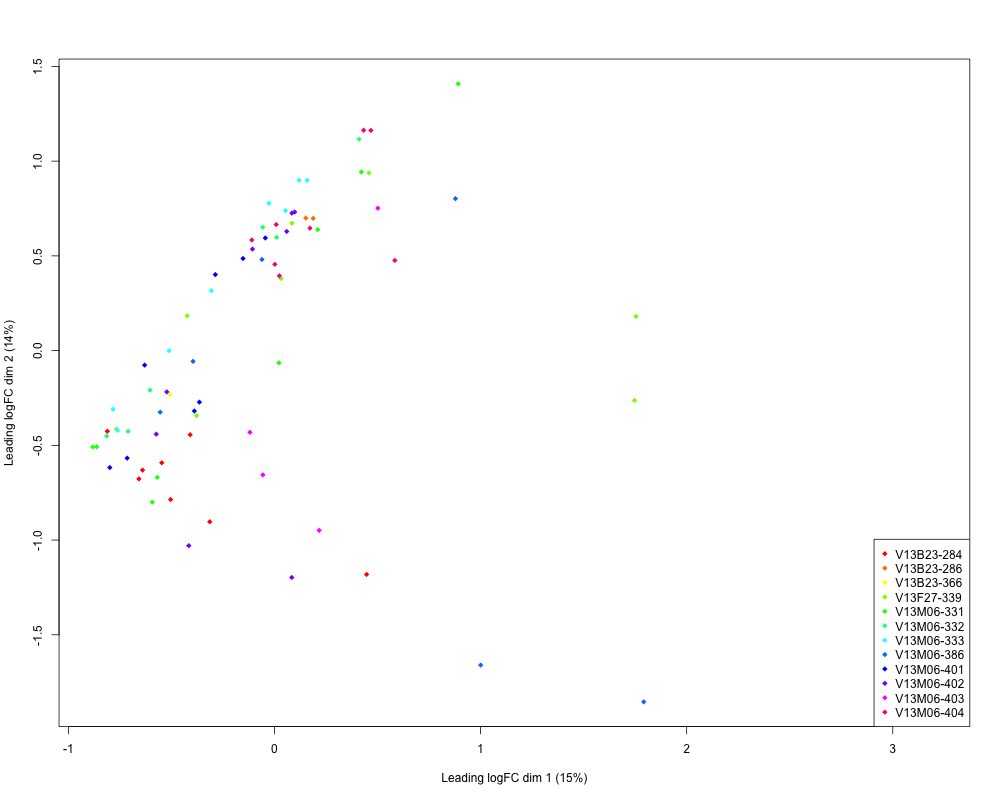 1.5
1.0
0.5
0.0
-0.5
-1.0
-1.5
Leading logFC dim 2 (14%)
V13B23-284
V13B23-286
V13B23-366
V13F27-339
V13M06-331
V13M06-332
V13M06-333
V13M06-386
V13M06-401
V13M06-402
V13M06-403
V13M06-404
-1
0
1
2
3
Leading logFC dim 1 (15%)